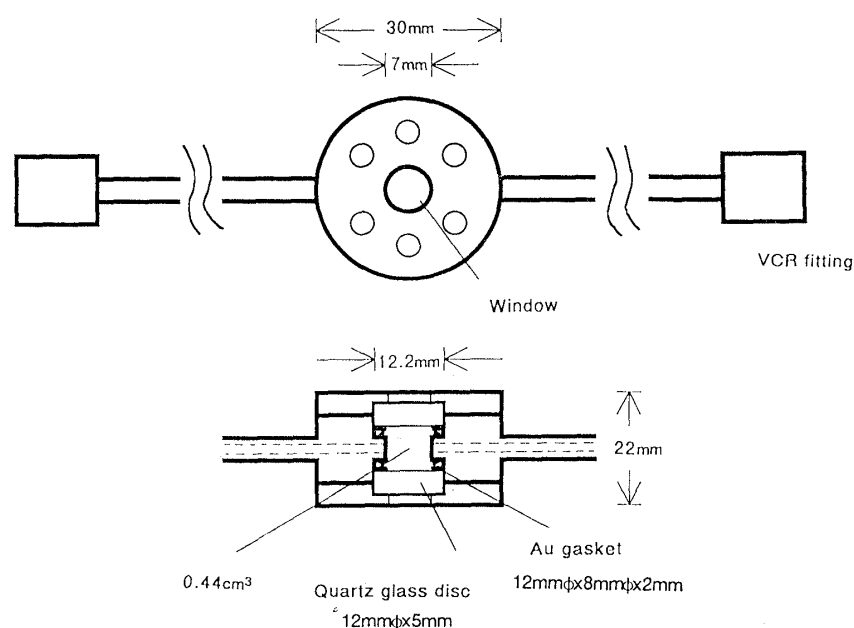 30mm
7mm
VCR fitting
Window
12.2mm
22mm
Au gasket
0.44cm³
12mmϕx8mmϕx2mm
Quartz glass disc
12mmϕx5mm